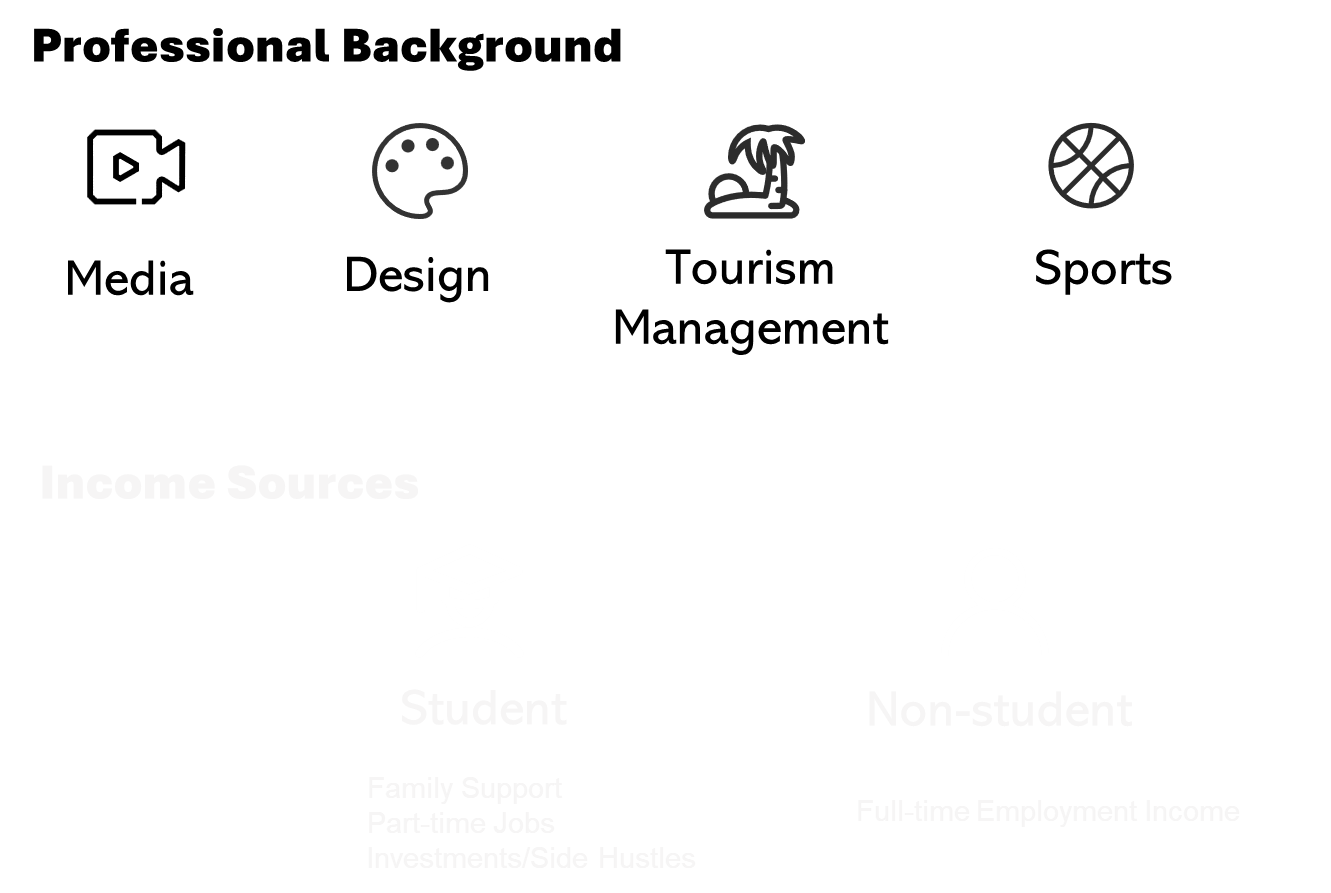 Professional Background
Media
Design
Tourism
Management
Sports
Income Sources
Student
Non-student
Family Support
Part-time Jobs
Investments/Side Hustles
Full-time Employment Income